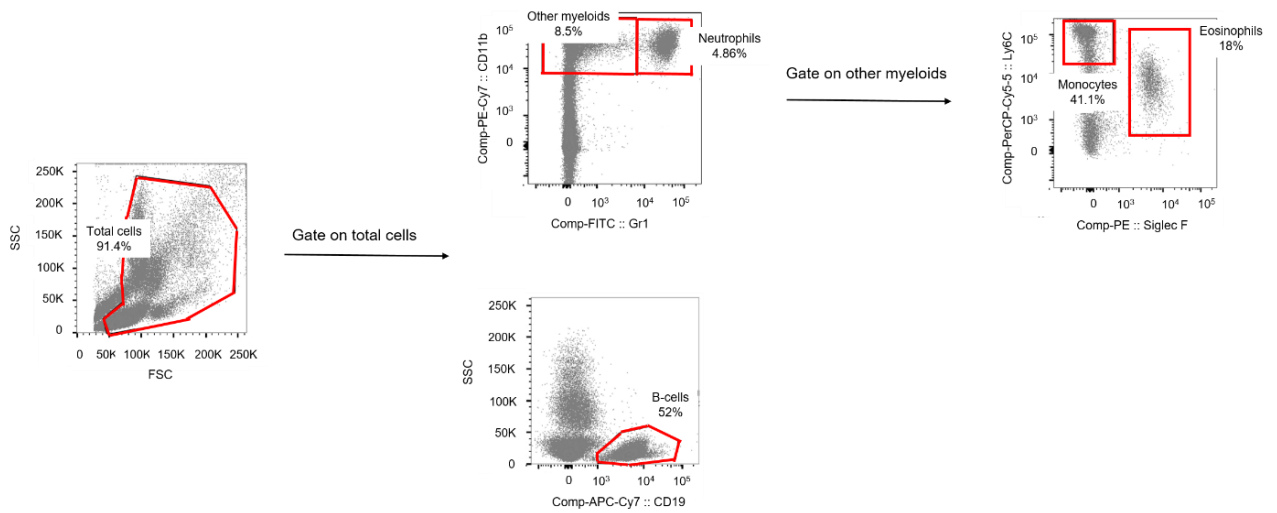 Other myeloids
8.5%
Neutrophils
4.86%
10⁵
10⁴
10³
0
Comp-PE-Cy7 :: CD11b
0
10³
10⁴
10⁵
Comp-FITC :: Gr1
Gate on other myeloids
Eosinophils
18%
Monocytes
41.1%
10⁵
10⁴
10³
0
Comp-PerCP-Cy5-5 :: Ly6C
0
10³
10⁴
10⁵
Comp-PE :: Siglec F
Total cells
91.4%
250K
200K
150K
100K
50K
0
SSC
0
50K
100K
150K
200K
250K
FSC
Gate on total cells
B-cells
52%
250K
200K
150K
100K
50K
0
SSC
0
10³
10⁴
10⁵
Comp-APC-Cy7 :: CD19